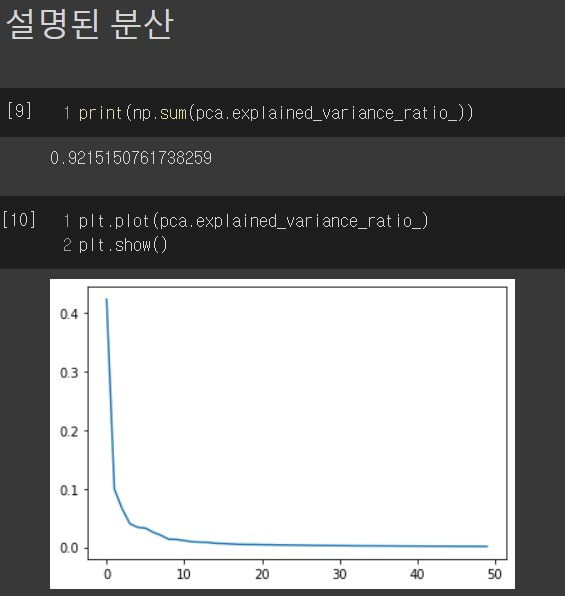 설명된 분산
[9] 1 print(np.sum(pca.explained_variance_ratio_))
0.9215150761738259
[10] 1 plt.plot(pca.explained_variance_ratio_)
2 plt.show()
0.4
0.3
0.2
0.1
0.0
0 10 20 30 40 50